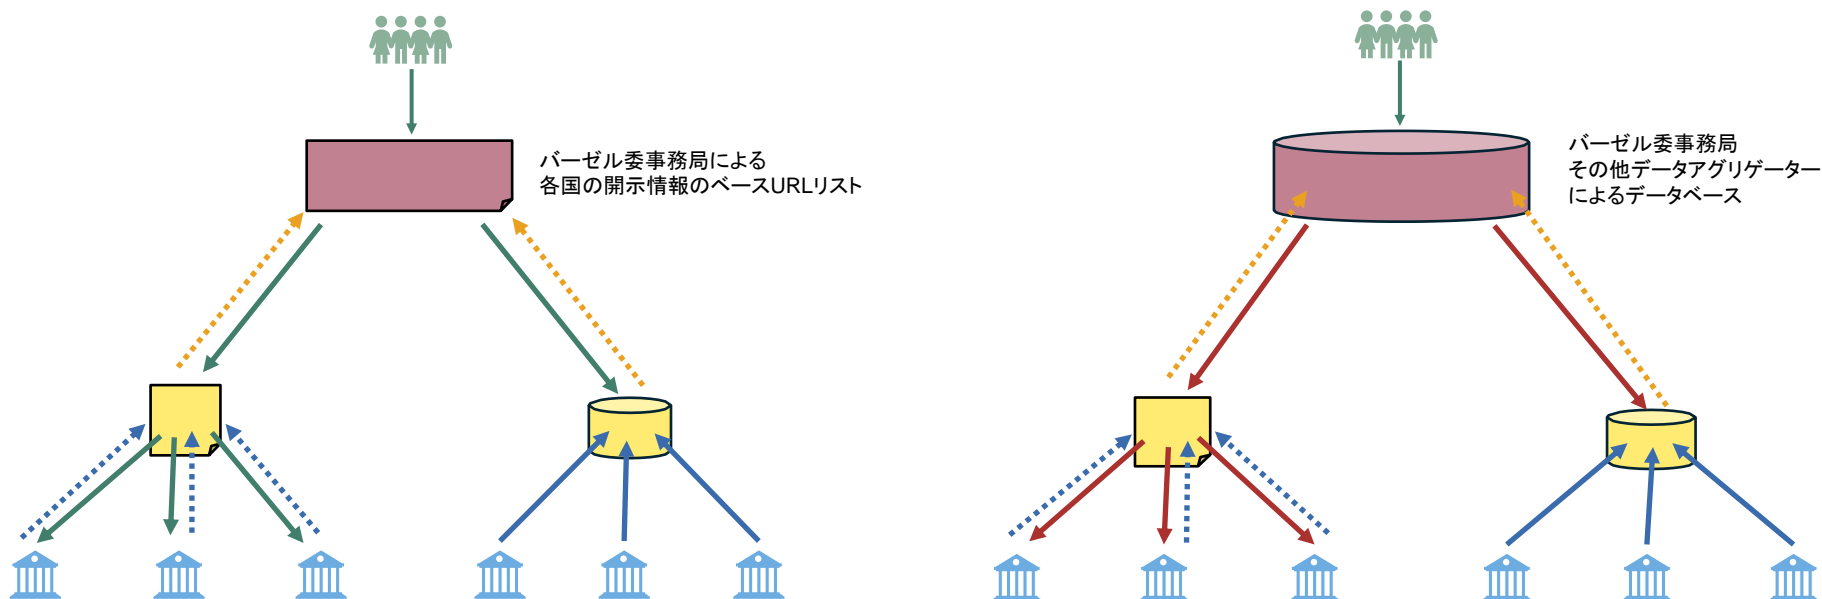 バーゼル委事務局による
各国の開示情報のベースURLリスト
バーゼル委事務局
その他データアグリゲーター
によるデータベース